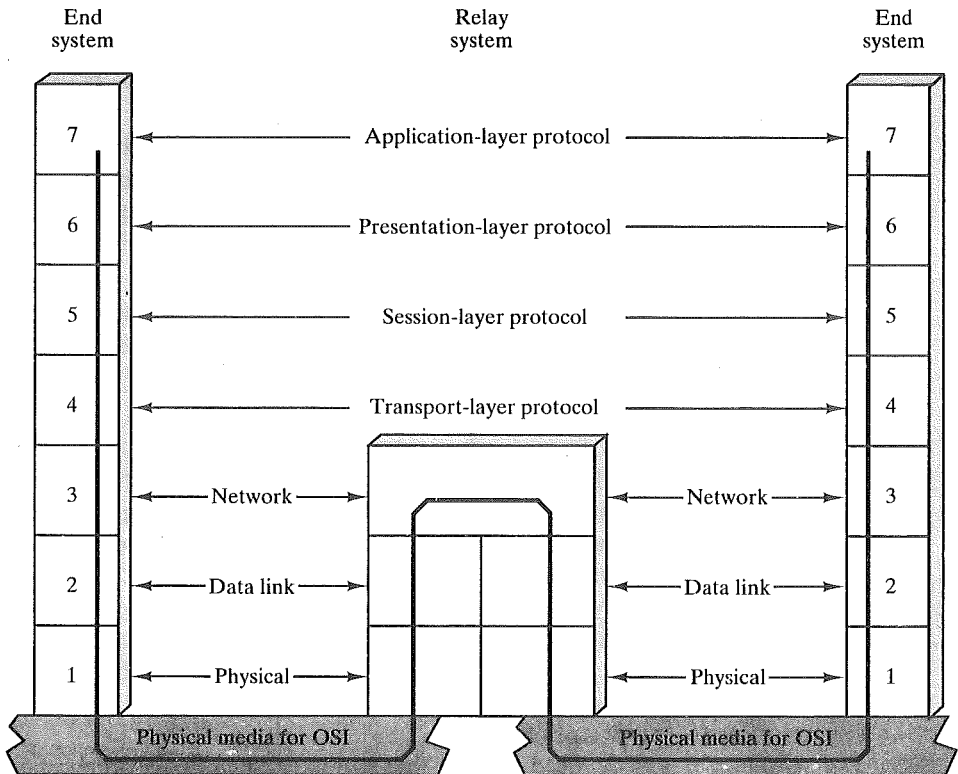 End
system
Relay
system
End
system
7 Application-layer protocol 7
6 Presentation-layer protocol 6
5 Session-layer protocol 5
4 Transport-layer protocol 4
3 Network Network 3
2 Data link Data link 2
1 Physical Physical 1
Physical media for OSI Physical media for OSI